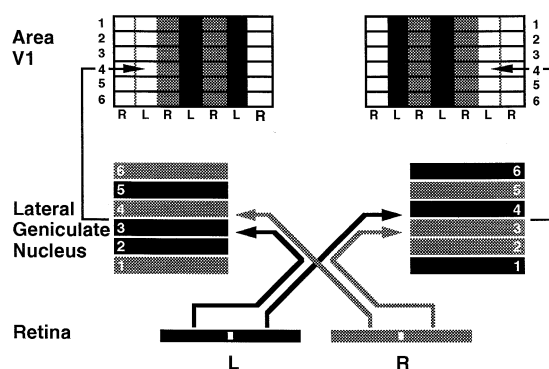 Area
V1
1
2
3
4
5
6
R L R L R L R
1
2
3
4
5
6
R L R L R L R
Lateral
Geniculate
Nucleus
6
5
4
3
2
1
6
5
4
3
2
1
Retina
L R